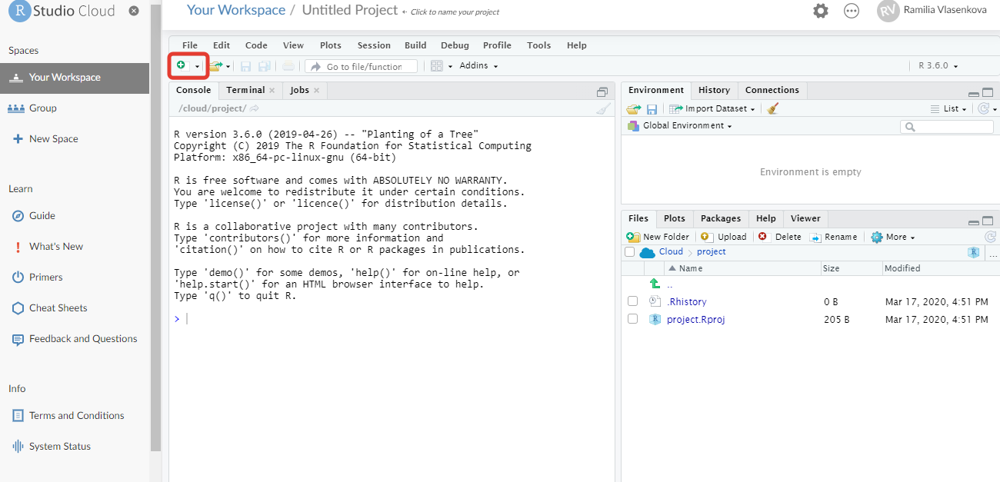 R Studio Cloud
Your Workspace / Untitled Project ← Click to name your project
RV Ramilia Vlasenkova
Spaces
Your Workspace
Group
New Space
Learn
Guide
What's New
Primers
Cheat Sheets
Feedback and Questions
Info
Terms and Conditions
System Status
File Edit Code View Plots Session Build Debug Profile Tools Help
Go to file/function Addins R 3.6.0
Console Terminal Jobs
/cloud/project/
R version 3.6.0 (2019-04-26) -- "Planting of a Tree"
Copyright (C) 2019 The R Foundation for Statistical Computing
Platform: x86_64-pc-linux-gnu (64-bit)
R is free software and comes with ABSOLUTELY NO WARRANTY.
You are welcome to redistribute it under certain conditions.
Type 'license()' or 'licence()' for distribution details.
R is a collaborative project with many contributors.
Type 'contributors()' for more information and
'citation()' on how to cite R or R packages in publications.
Type 'demo()' for some demos, 'help()' for on-line help, or
'help.start()' for an HTML browser interface to help.
Type 'q()' to quit R.
>
Environment History Connections
Import Dataset List
Global Environment
Environment is empty
Files Plots Packages Help Viewer
New Folder Upload Delete Rename More
Cloud project R ...
Name Size Modified
..
.Rhistory 0 B Mar 17, 2020, 4:51 PM
project.Rproj 205 B Mar 17, 2020, 4:51 PM